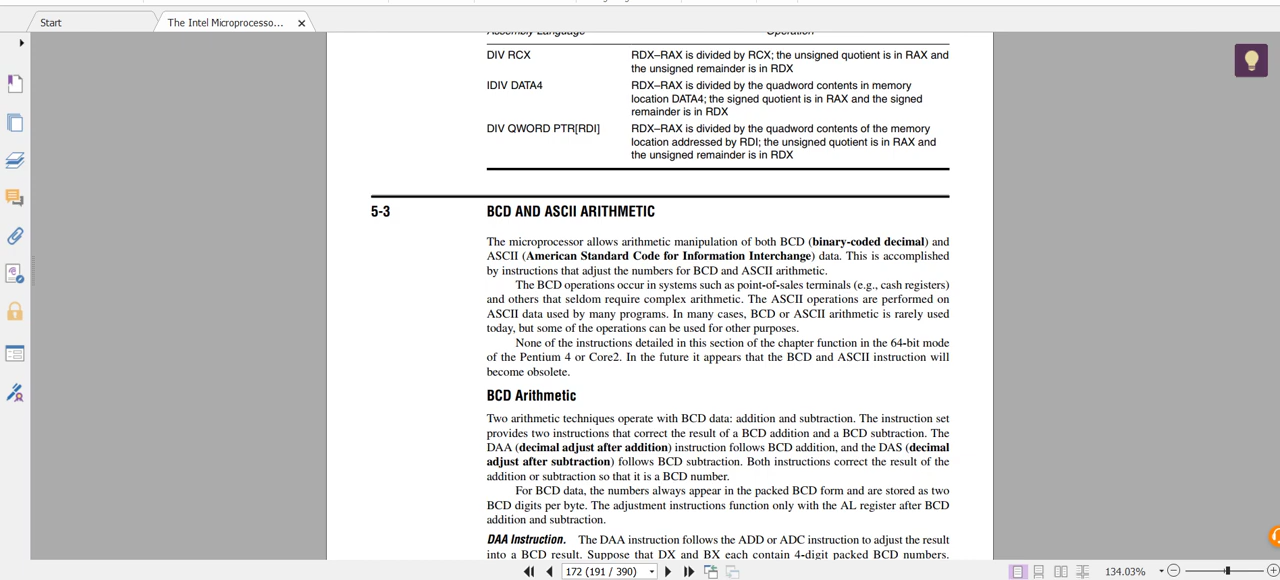 Start
The Intel Microprocesso...
Assembly Language Operation
DIV RCX RDX–RAX is divided by RCX; the unsigned quotient is in RAX and
the unsigned remainder is in RDX
IDIV DATA4 RDX–RAX is divided by the quadword contents in memory
location DATA4; the signed quotient is in RAX and the signed
remainder is in RDX
DIV QWORD PTR[RDI] RDX–RAX is divided by the quadword contents of the memory
location addressed by RDI; the unsigned quotient is in RAX and
the unsigned remainder is in RDX
5-3 BCD AND ASCII ARITHMETIC
The microprocessor allows arithmetic manipulation of both BCD (binary-coded decimal) and
ASCII (American Standard Code for Information Interchange) data. This is accomplished
by instructions that adjust the numbers for BCD and ASCII arithmetic.
The BCD operations occur in systems such as point-of-sales terminals (e.g., cash registers)
and others that seldom require complex arithmetic. The ASCII operations are performed on
ASCII data used by many programs. In many cases, BCD or ASCII arithmetic is rarely used
today, but some of the operations can be used for other purposes.
None of the instructions detailed in this section of the chapter function in the 64-bit mode
of the Pentium 4 or Core2. In the future it appears that the BCD and ASCII instruction will
become obsolete.
BCD Arithmetic
Two arithmetic techniques operate with BCD data: addition and subtraction. The instruction set
provides two instructions that correct the result of a BCD addition and a BCD subtraction. The
DAA (decimal adjust after addition) instruction follows BCD addition, and the DAS (decimal
adjust after subtraction) follows BCD subtraction. Both instructions correct the result of the
addition or subtraction so that it is a BCD number.
For BCD data, the numbers always appear in the packed BCD form and are stored as two
BCD digits per byte. The adjustment instructions function only with the AL register after BCD
addition and subtraction.
DAA Instruction. The DAA instruction follows the ADD or ADC instruction to adjust the result
into a BCD result. Suppose that DX and BX each contain 4-digit packed BCD numbers.
172 (191 / 390)
134.03%